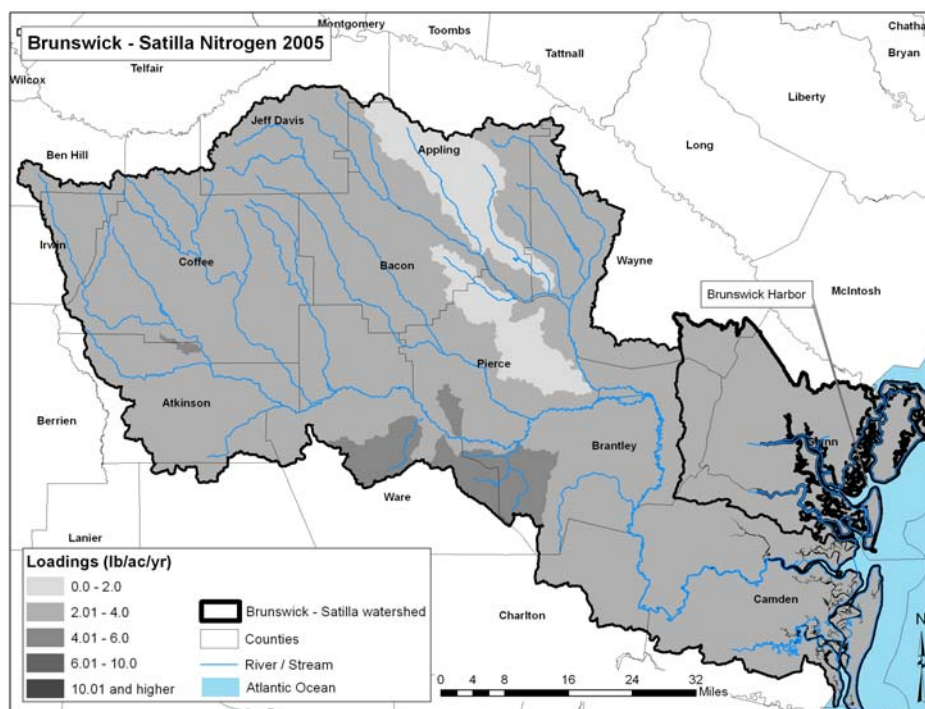 Brunswick - Satilla Nitrogen 2005
Montgomery
Toombs
Tattnall
Bryan
Telfair
Wilcox
Liberty
Jeff Davis
Appling
Long
Ben Hill
Irwin
Coffee
Bacon
Wayne
McIntosh
Brunswick Harbor
Pierce
Atkinson
Berrien
Brantley
Glynn
Ware
Lanier
Camden
Charlton
Loadings (lb/ac/yr)
0.0 - 2.0
2.01 - 4.0
4.01 - 6.0
6.01 - 10.0
10.01 and higher
Brunswick - Satilla watershed
Counties
River / Stream
Atlantic Ocean
N
0 4 8 16 24 32
Miles